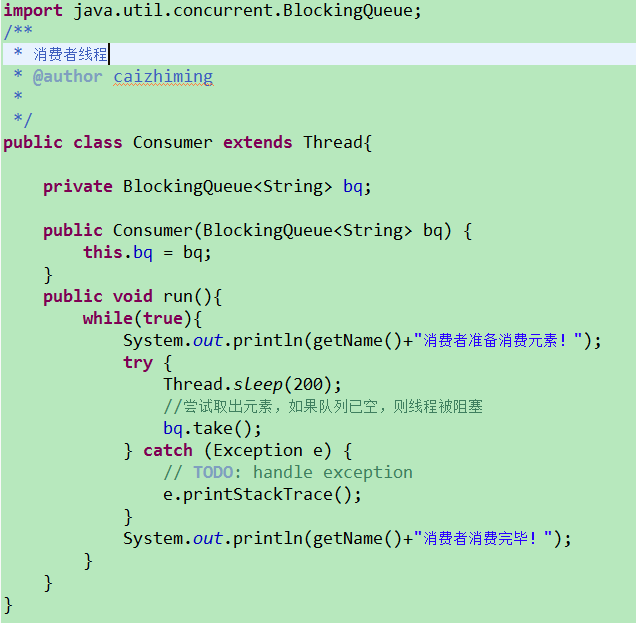 import java.util.concurrent.BlockingQueue;
/**
 * 消费者线程
 * @author caizhiming
 *
 */
public class Consumer extends Thread{

    private BlockingQueue<String> bq;

    public Consumer(BlockingQueue<String> bq) {
        this.bq = bq;
    }
    public void run(){
        while(true){
            System.out.println(getName()+"消费者准备消费元素！");
            try {
                Thread.sleep(200);
                //尝试取出元素，如果队列已空，则线程被阻塞
                bq.take();
            } catch (Exception e) {
                // TODO: handle exception
                e.printStackTrace();
            }
            System.out.println(getName()+"消费者消费完毕！");
        }
    }
}